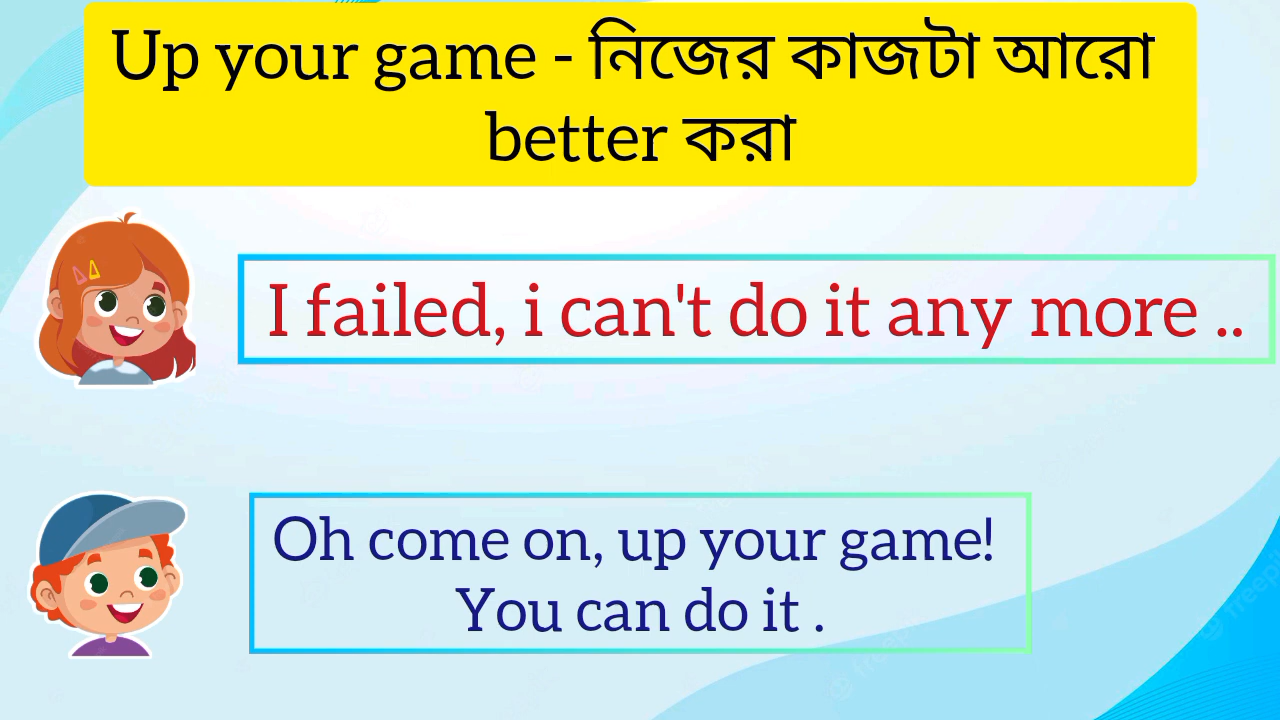 Up your game - নিজের কাজটা আরো
better করা
I failed, i can't do it any more ..
Oh come on, up your game!
You can do it .